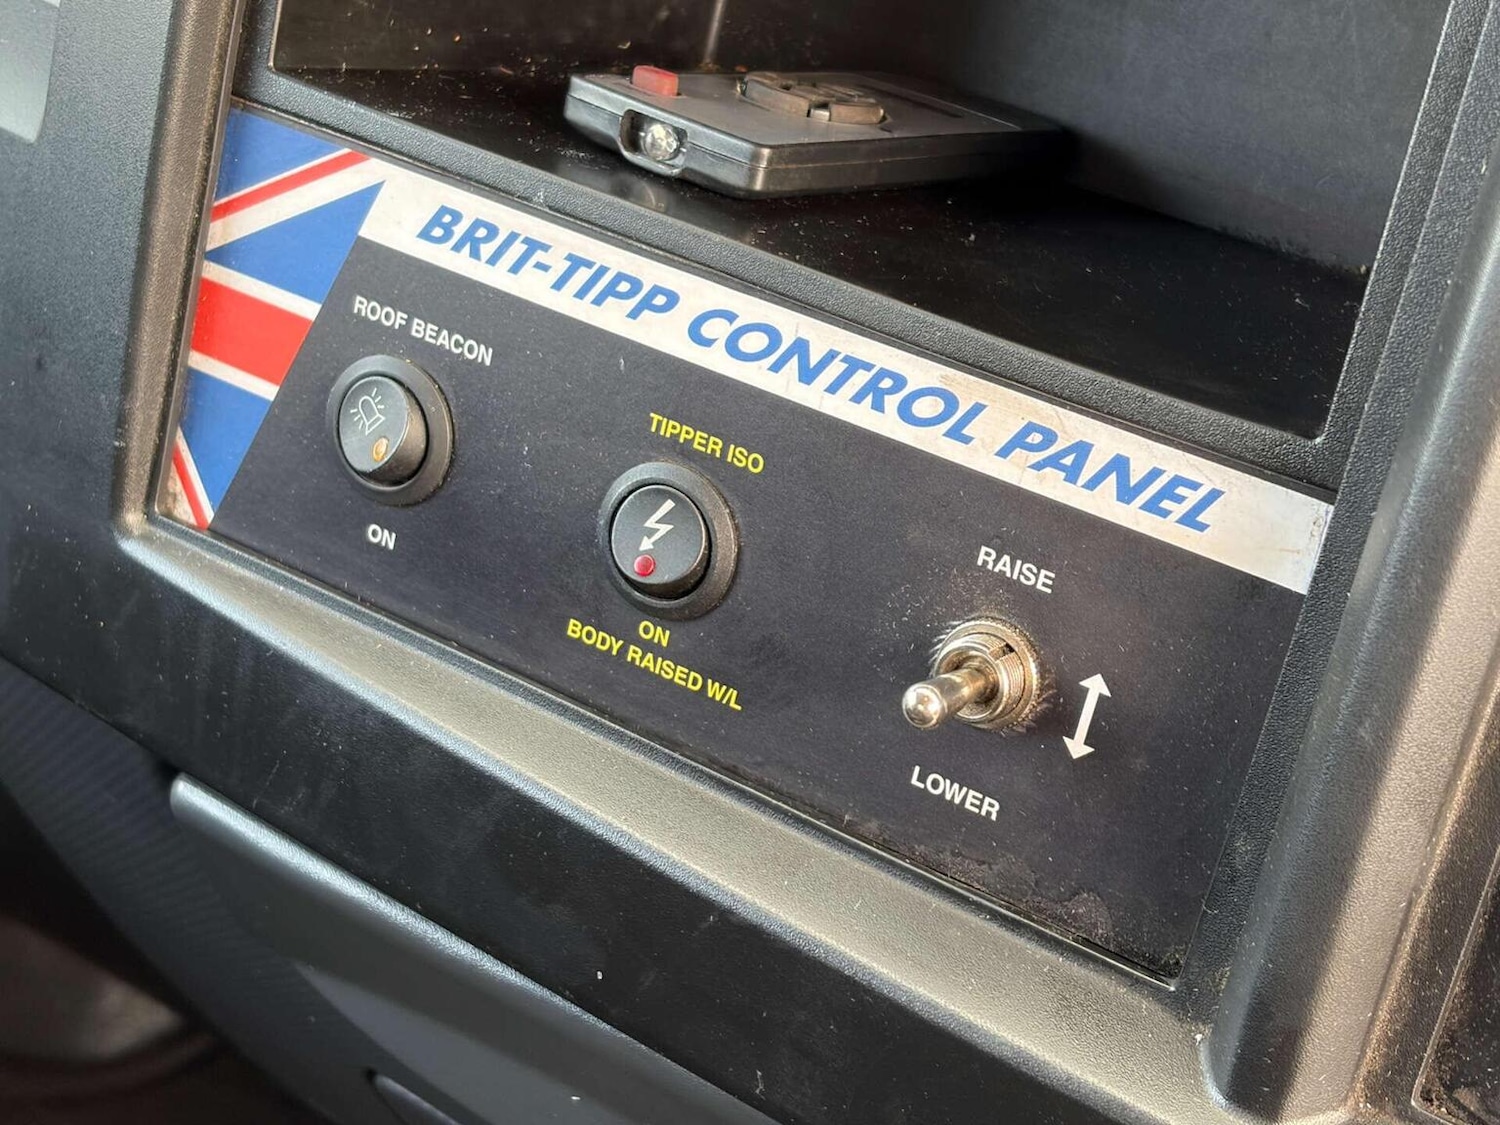 BRIT-TIPP CONTROL PANEL
ROOF BEACON
ON
TIPPER ISO
ON
BODY RAISED W/L
RAISE
LOWER